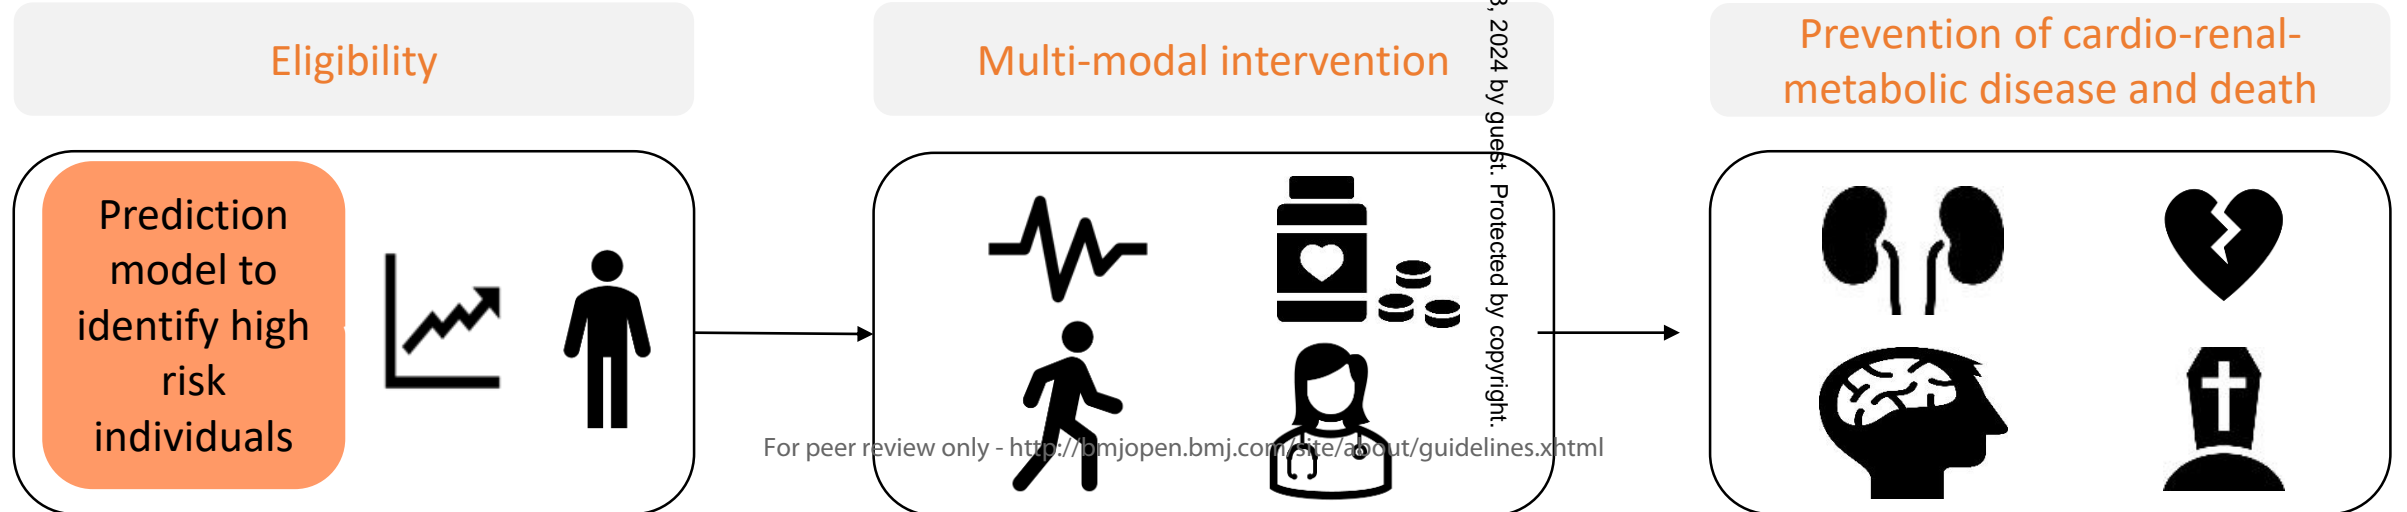 Eligibility
Multi-modal intervention
Prevention of cardio-renal-
metabolic disease and death
Prediction
model to
identify high
risk
individuals
, 2024 by guest. Protected by copyright.
For peer review only - http://bmjopen.bmj.com/site/about/guidelines.xhtml